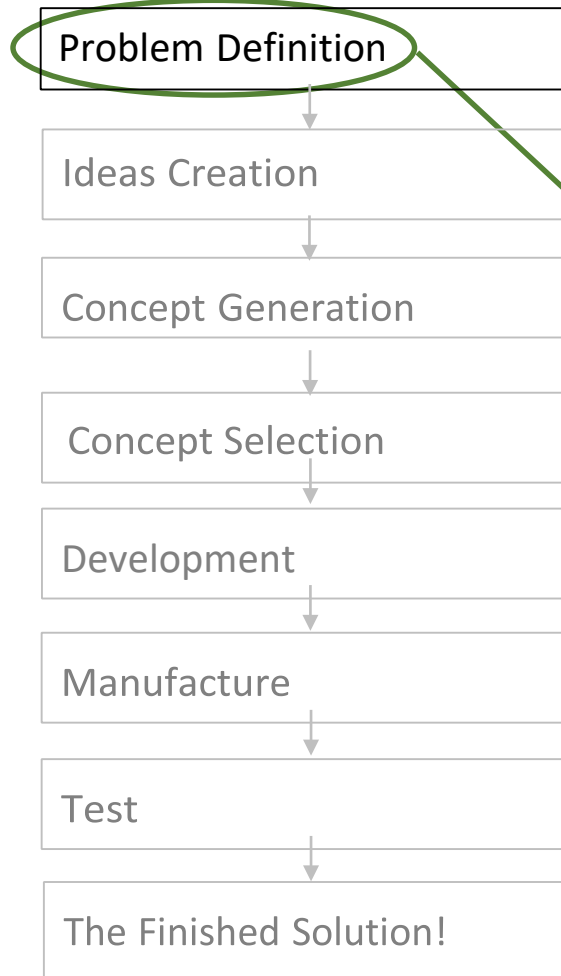 Problem Definition
Ideas Creation
Concept Generation
Concept Selection
Development
Manufacture
Test
The Finished Solution!